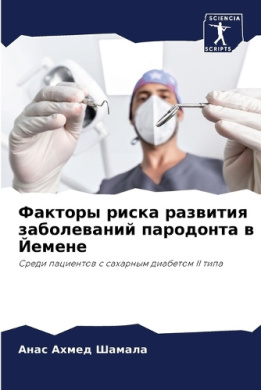 SCIENCIA
SCRIPTS
Факторы риска развития
заболеваний пародонта в
Йемене
Среди пациентов с сахарным диабетом II типа
Анас Ахмед Шамала